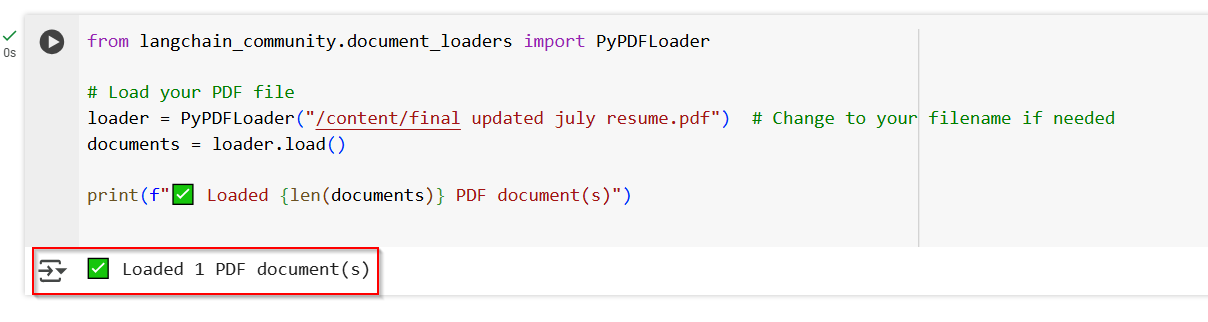 from langchain_community.document_loaders import PyPDFLoader
# Load your PDF file
loader = PyPDFLoader("/content/final updated july resume.pdf")  # Change to your filename if needed
documents = loader.load()
print(f"✅ Loaded {len(documents)} PDF document(s)")
0s
✅ Loaded 1 PDF document(s)